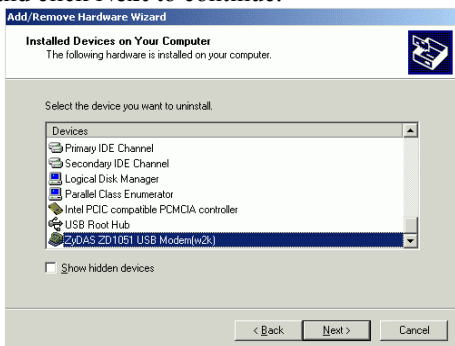 and click Next to continue.
Add/Remove Hardware Wizard
Installed Devices on Your Computer
The following hardware is installed on your computer.
Select the device you want to uninstall.
Devices
Primary IDE Channel
Secondary IDE Channel
Logical Disk Manager
Parallel Class Enumerator
Intel PCIC compatible PCMCIA controller
USB Root Hub
ZyDAS ZD1051 USB Modem(w2k)
Show hidden devices
< Back Next > Cancel